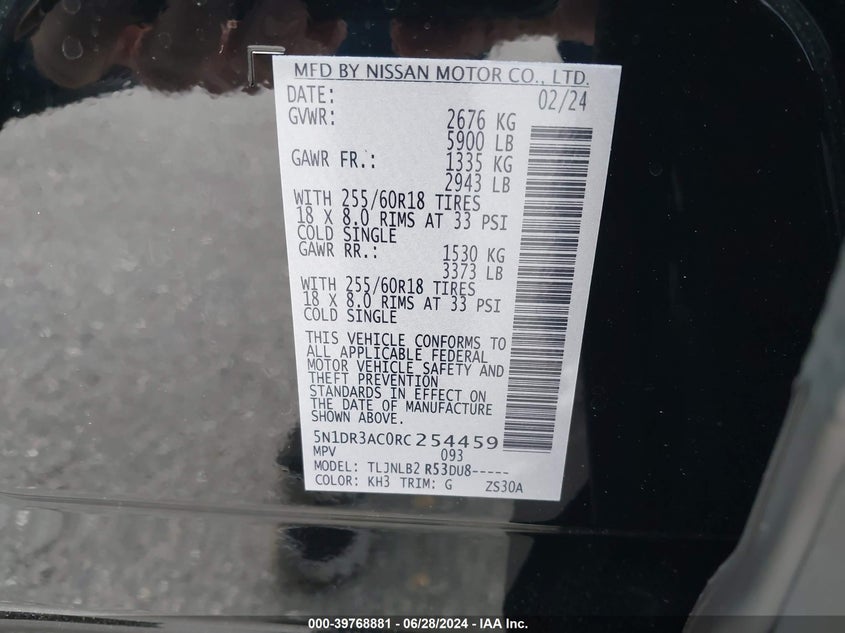 MFD BY NISSAN MOTOR CO., LTD.
DATE: 02/24
GVWR: 2676 KG
5900 LB
GAWR FR.: 1335 KG
2943 LB
WITH 255/60R18 TIRES
18 X 8.0 RIMS AT 33 PSI
COLD SINGLE
GAWR RR.: 1530 KG
3373 LB
WITH 255/60R18 TIRES
18 X 8.0 RIMS AT 33 PSI
COLD SINGLE
THIS VEHICLE CONFORMS TO
ALL APPLICABLE FEDERAL
MOTOR VEHICLE SAFETY AND
THEFT PREVENTION
STANDARDS IN EFFECT ON
THE DATE OF MANUFACTURE
SHOWN ABOVE.
5N1DR3AC0RC254459
MPV 093
MODEL: TLJNLB2 R53DU8-----
COLOR: KH3 TRIM: G ZS30A
000-39768881 - 06/28/2024 - IAA Inc.